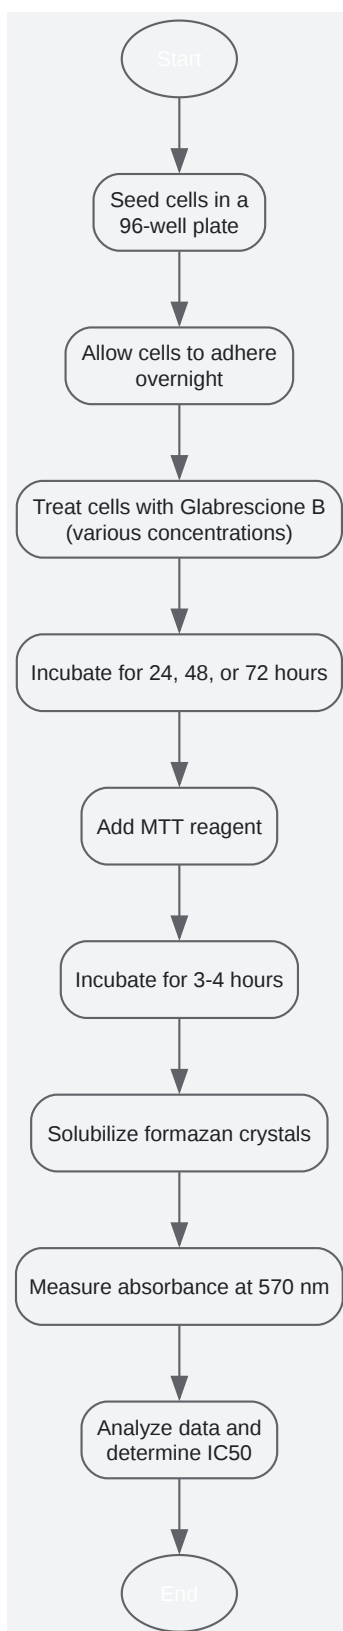 Start
Seed cells in a
96-well plate
Allow cells to adhere
overnight
Treat cells with Glabrescione B
(various concentrations)
Incubate for 24, 48, or 72 hours
Add MTT reagent
Incubate for 3-4 hours
Solubilize formazan crystals
Measure absorbance at 570 nm
Analyze data and
determine IC50
End